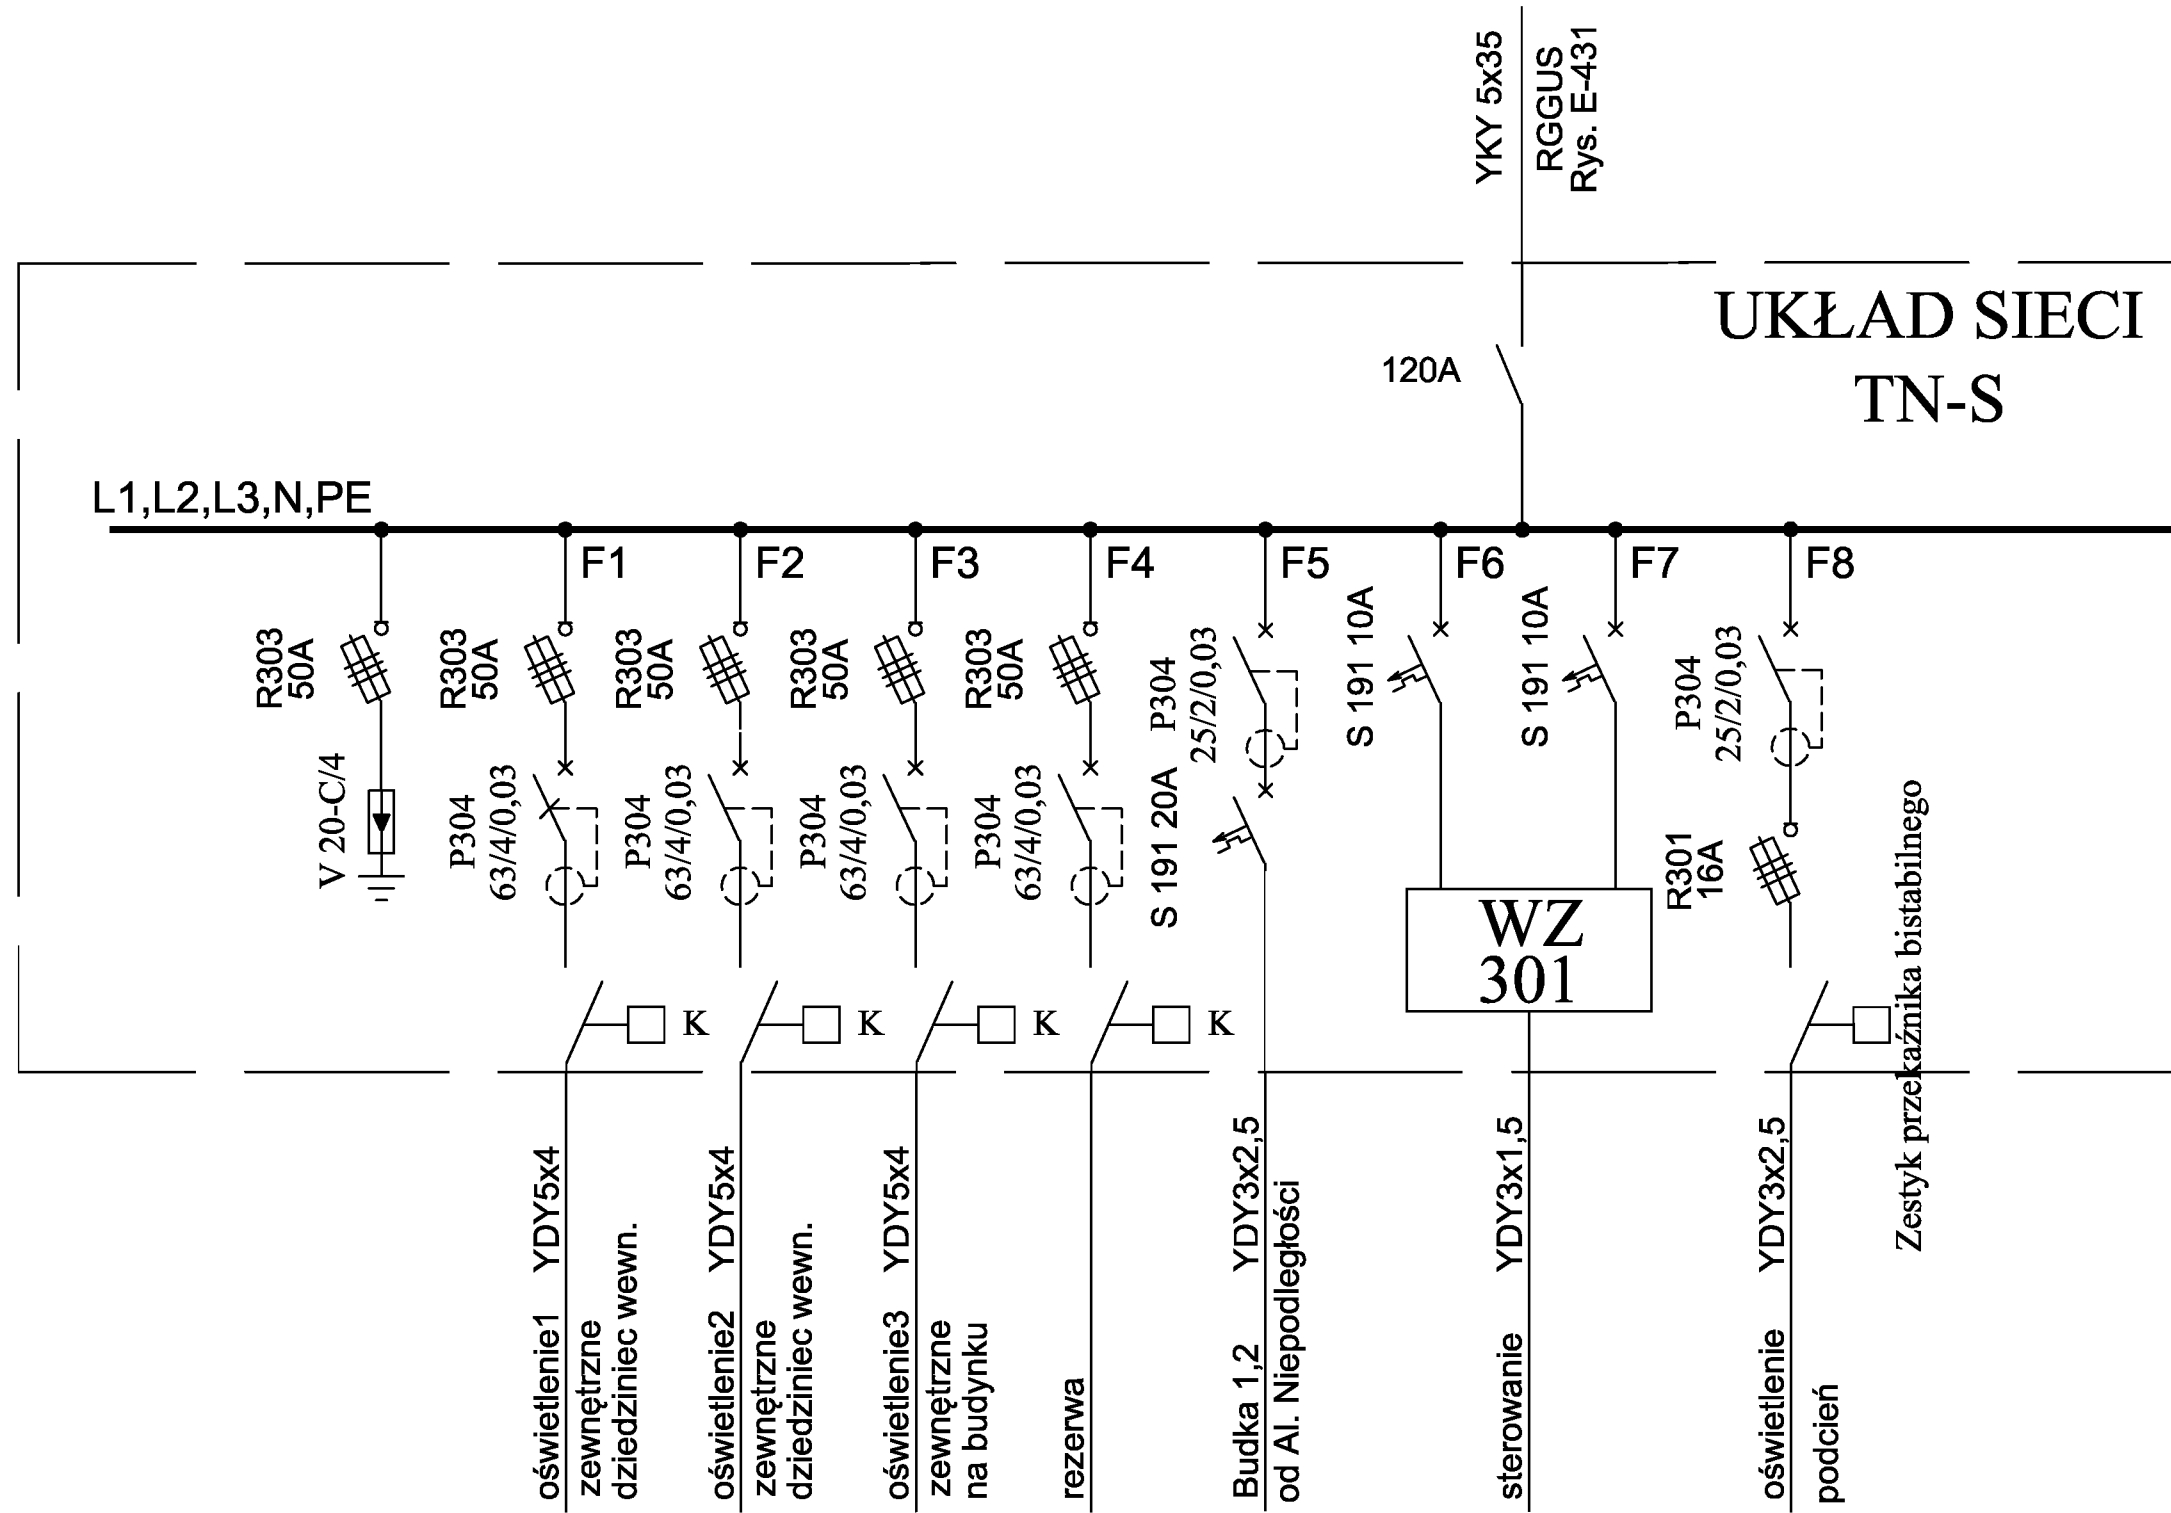 YKY 5x35
RGGUS
Rys. E-431
UKŁAD SIECI
TN-S
120A
L1,L2,L3,N,PE
F1
F2
F3
F4
F5
F6
F7
F8
R303
50A
V 20-C/4
R303
50A
P304
63/4/0,03
R303
50A
P304
63/4/0,03
R303
50A
P304
63/4/0,03
R303
50A
P304
63/4/0,03
P304
25/2/0,03
S 191 20A
S 191 10A
S 191 10A
P304
25/2/0,03
R301
16A
WZ
301
K
K
K
K
Zestyk przekaźnika bistabilnego
oświetlenie1 YDY5x4
zewnętrzne
dziedziniec wewn.
oświetlenie2 YDY5x4
zewnętrzne
dziedziniec wewn.
oświetlenie3 YDY5x4
zewnętrzne
na budynku
rezerwa
Budka 1,2 YDY3x2,5
od Al. Niepodległości
sterowanie YDY3x1,5
oświetlenie YDY3x2,5
podcień